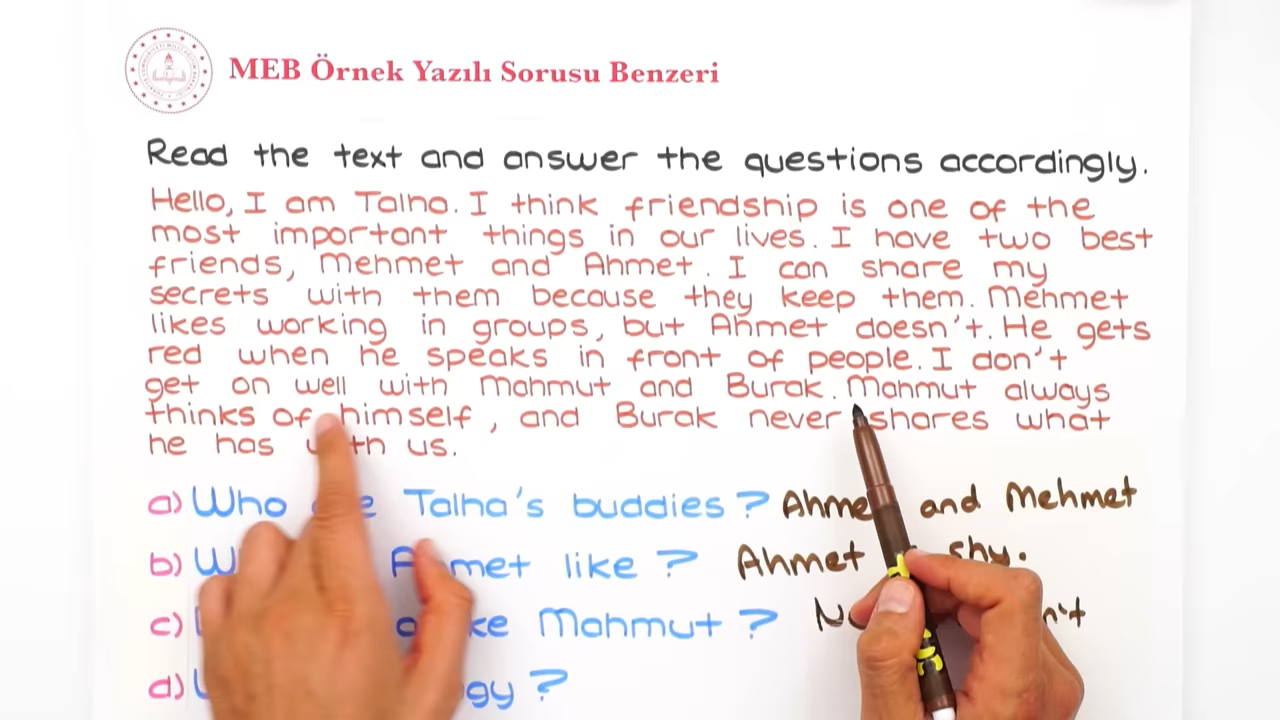 MEB Örnek Yazılı Sorusu Benzeri
Read the text and answer the questions accordingly.
Hello, I am Talha. I think friendship is one of the
most important things in our lives. I have two best
friends, Mehmet and Ahmet. I can share my
secrets with them because they keep them. Mehmet
likes working in groups, but Ahmet doesn't. He gets
red when he speaks in front of people. I don't
get on well with Mahmut and Burak. Mahmut always
thinks of himself, and Burak never shares what
he has us.
a) Who Talha's buddies? and Mehmet
b) like? Ahmet shy.
c) Mahmut?
d)